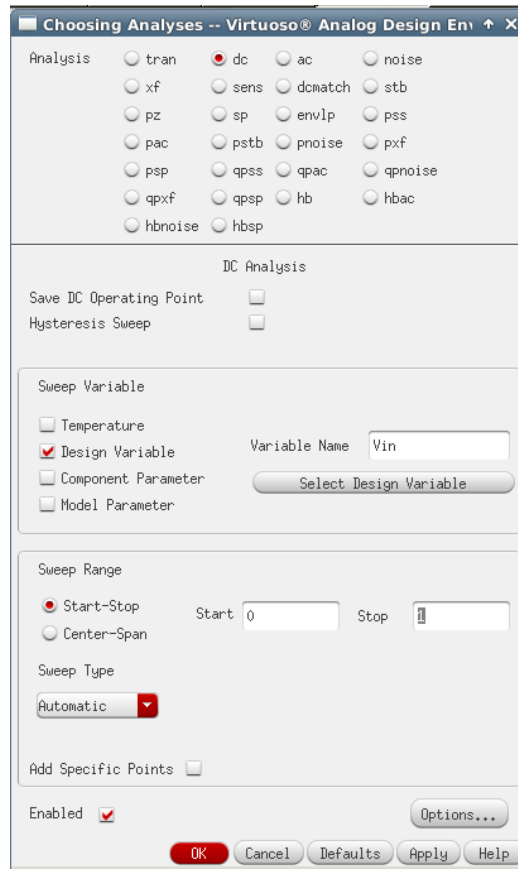 Choosing Analyses -- Virtuoso® Analog Design Env
Analysis tran dc ac noise
xf sens dcmatch stb
pz sp envlp pss
pac pstb pnoise pxf
psp qpss qpac qpnoise
qpxf qpsp hb hbac
hbnoise hbsp
DC Analysis
Save DC Operating Point
Hysteresis Sweep
Sweep Variable
Temperature
Design Variable Variable Name Vin
Component Parameter Select Design Variable
Model Parameter
Sweep Range
Start-Stop Start 0 Stop 1
Center-Span
Sweep Type
Automatic
Add Specific Points
Enabled Options...
OK Cancel Defaults Apply Help